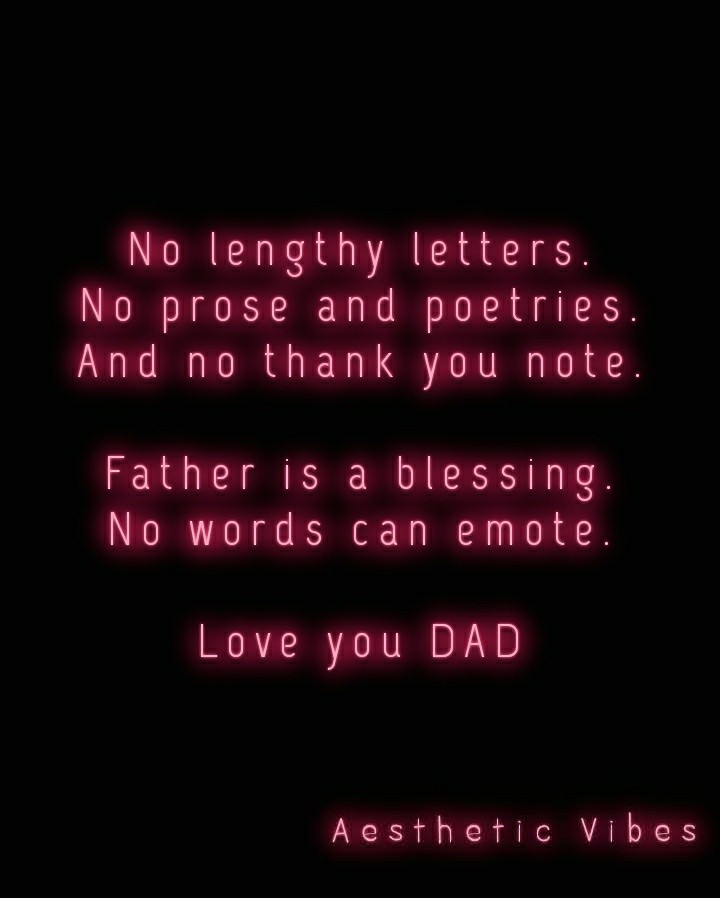 No lengthy letters.
No prose and poetries.
And no thank you note.
Father is a blessing.
No words can emote.
Love you DAD
Aesthetic Vibes